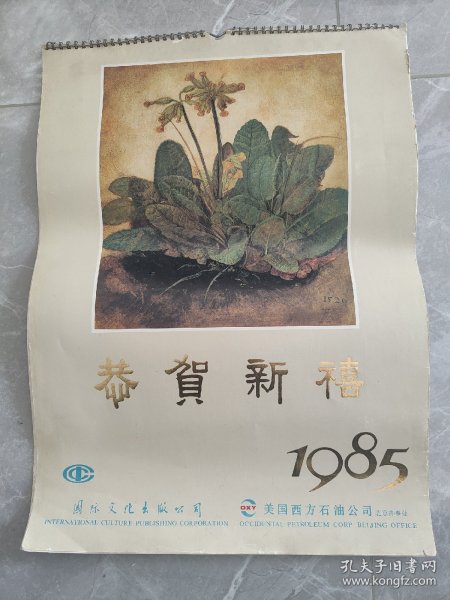 1526
恭贺新禧
1985
国际文化出版公司
INTERNATIONAL CULTURE PUBLISHING CORPORATION
OXY
美国西方石油公司 北京办事处
OCCIDENTAL PETROLEUM CORP BEIJING OFFICE
孔夫子旧书网
www.kongfz.com